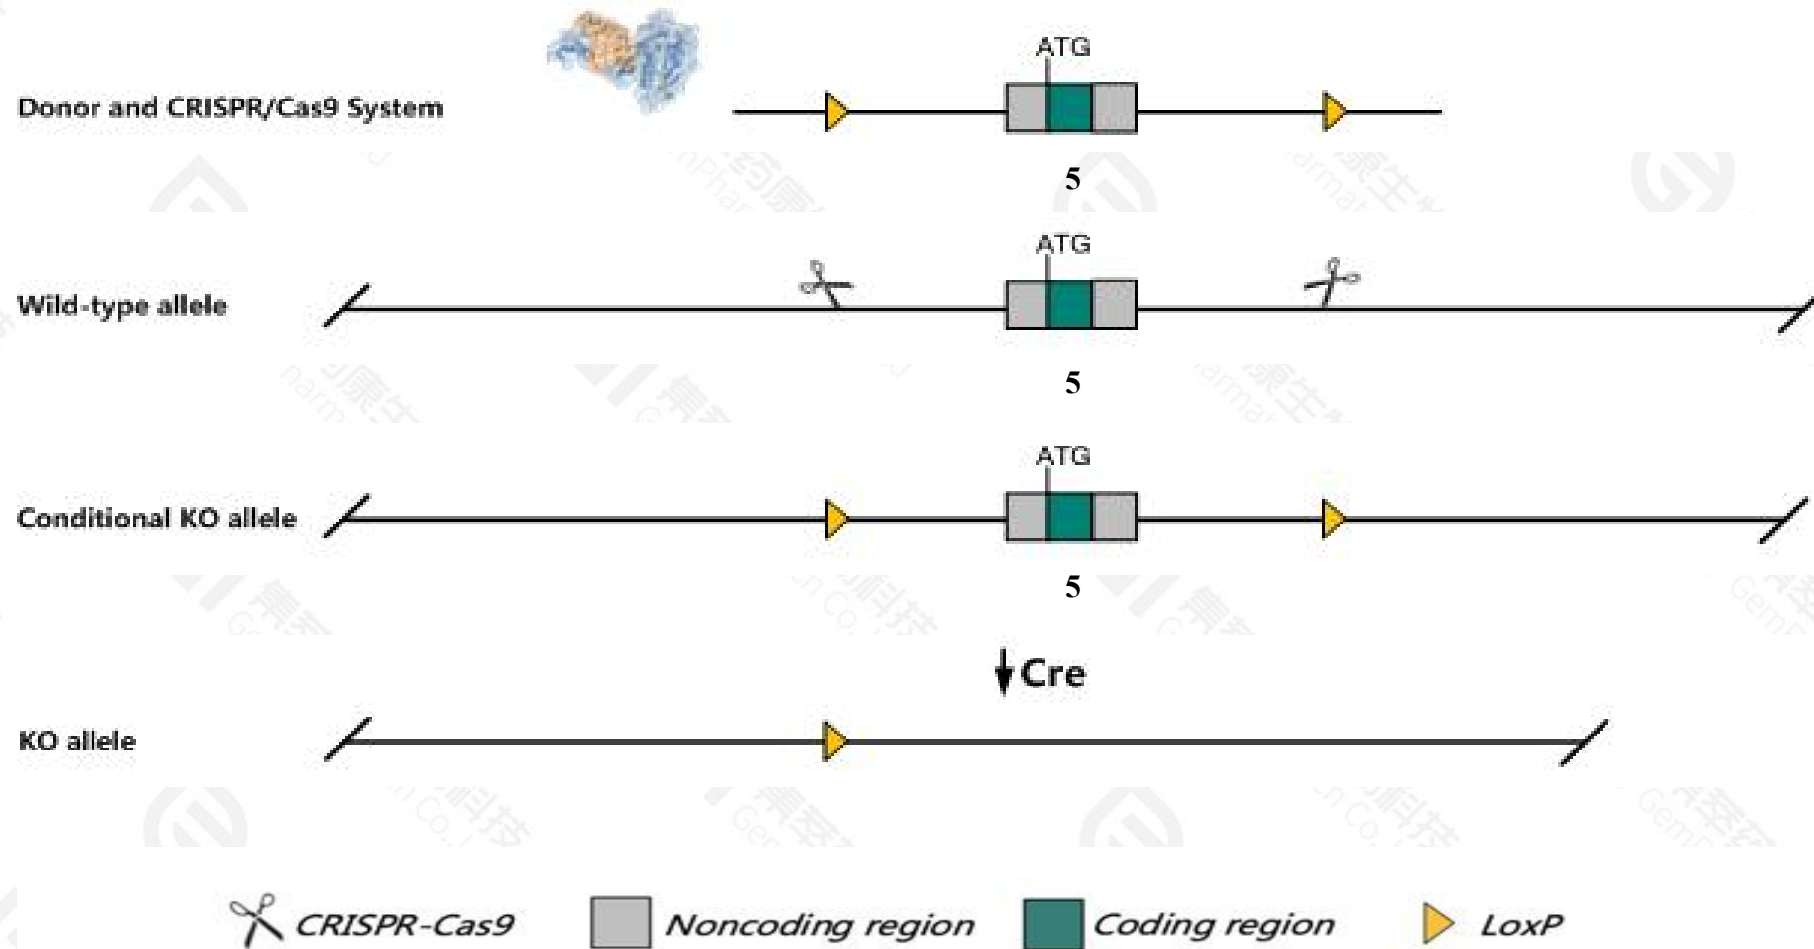 ATG
Donor and CRISPR/Cas9 System
5
ATG
Wild-type allele
5
ATG
Conditional KO allele
5
Cre
KO allele
CRISPR-Cas9
Noncoding region
Coding region
LoxP